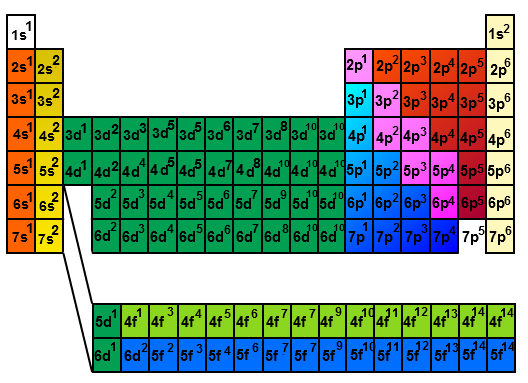 1s¹ 1s²
2s¹ 2s² 2p¹ 2p² 2p³ 2p⁴ 2p⁵ 2p⁶
3s¹ 3s² 3p¹ 3p² 3p³ 3p⁴ 3p⁵ 3p⁶
4s¹ 4s² 3d¹ 3d² 3d³ 3d⁵ 3d⁵ 3d⁶ 3d⁷ 3d⁸ 3d¹⁰ 3d¹⁰ 4p¹ 4p² 4p³ 4p⁴ 4p⁵ 4p⁶
5s¹ 5s² 4d¹ 4d² 4d⁴ 4d⁵ 4d⁵ 4d⁷ 4d⁸ 4d¹⁰ 4d¹⁰ 4d¹⁰ 5p¹ 5p² 5p³ 5p⁴ 5p⁵ 5p⁶
6s¹ 6s² 5d² 5d³ 5d⁴ 5d⁵ 5d⁶ 5d⁷ 5d⁹ 5d¹⁰ 5d¹⁰ 6p¹ 6p² 6p³ 6p⁴ 6p⁵ 6p⁶
7s¹ 7s² 6d² 6d³ 6d⁴ 6d⁵ 6d⁶ 6d⁷ 6d⁸ 6d¹⁰ 6d¹⁰ 7p¹ 7p² 7p³ 7p⁴ 7p⁵ 7p⁶
5d¹ 4f¹ 4f³ 4f⁴ 4f⁵ 4f⁶ 4f⁷ 4f⁷ 4f⁹ 4f¹⁰ 4f¹¹ 4f¹² 4f¹³ 4f¹⁴ 4f¹⁴
6d¹ 6d² 5f² 5f³ 5f⁴ 5f⁶ 5f⁷ 5f⁷ 5f⁹ 5f¹⁰ 5f¹¹ 5f¹² 5f¹³ 5f¹⁴ 5f¹⁴